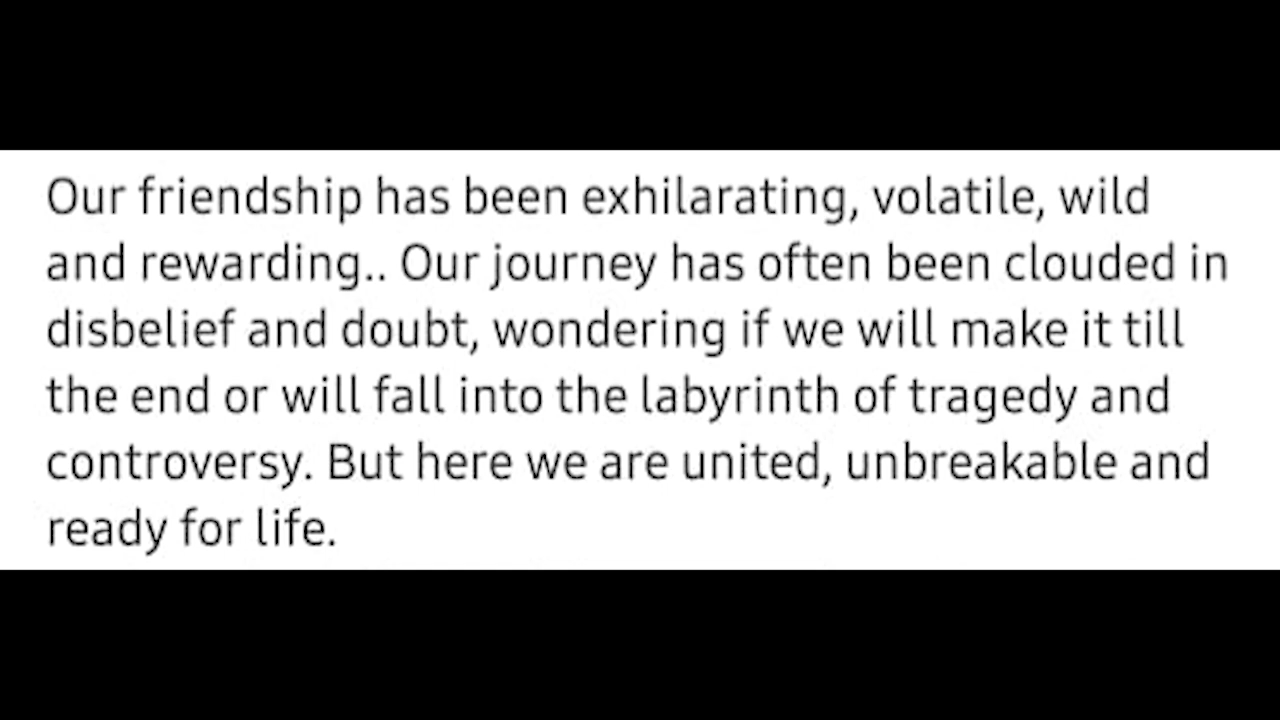 Our friendship has been exhilarating, volatile, wild
and rewarding.. Our journey has often been clouded in
disbelief and doubt, wondering if we will make it till
the end or will fall into the labyrinth of tragedy and
controversy. But here we are united, unbreakable and
ready for life.